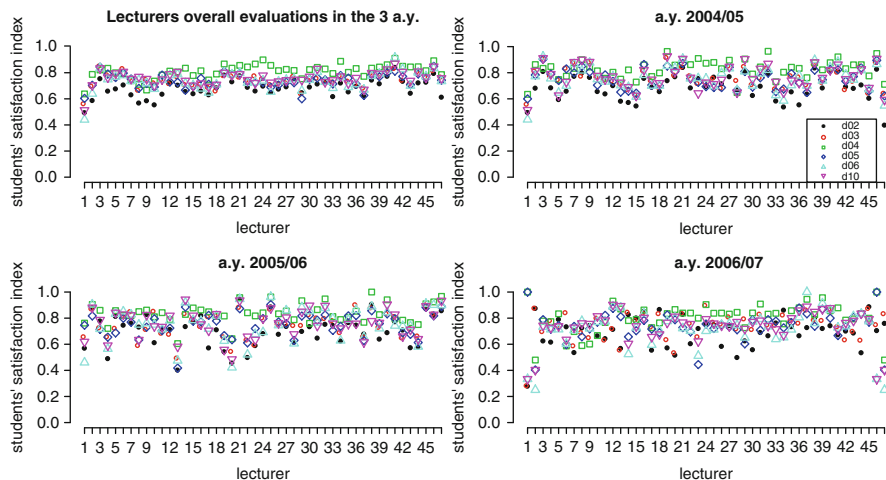 Lecturers overall evaluations in the 3 a.y.
students' satisfaction index
1.0
0.8
0.6
0.4
0.2
0.0
1 3 5 7 9 12 15 18 21 24 27 30 33 36 39 42 45
lecturer
a.y. 2004/05
students' satisfaction index
1.0
0.8
0.6
0.4
0.2
0.0
d02
d03
d04
d05
d06
d10
1 3 5 7 9 12 15 18 21 24 27 30 33 36 39 42 45
lecturer
a.y. 2005/06
students' satisfaction index
1.0
0.8
0.6
0.4
0.2
0.0
1 3 5 7 9 12 15 18 21 24 27 30 33 36 39 42 45
lecturer
a.y. 2006/07
students' satisfaction index
1.0
0.8
0.6
0.4
0.2
0.0
1 3 5 7 9 12 15 18 21 24 27 30 33 36 39 42 45
lecturer